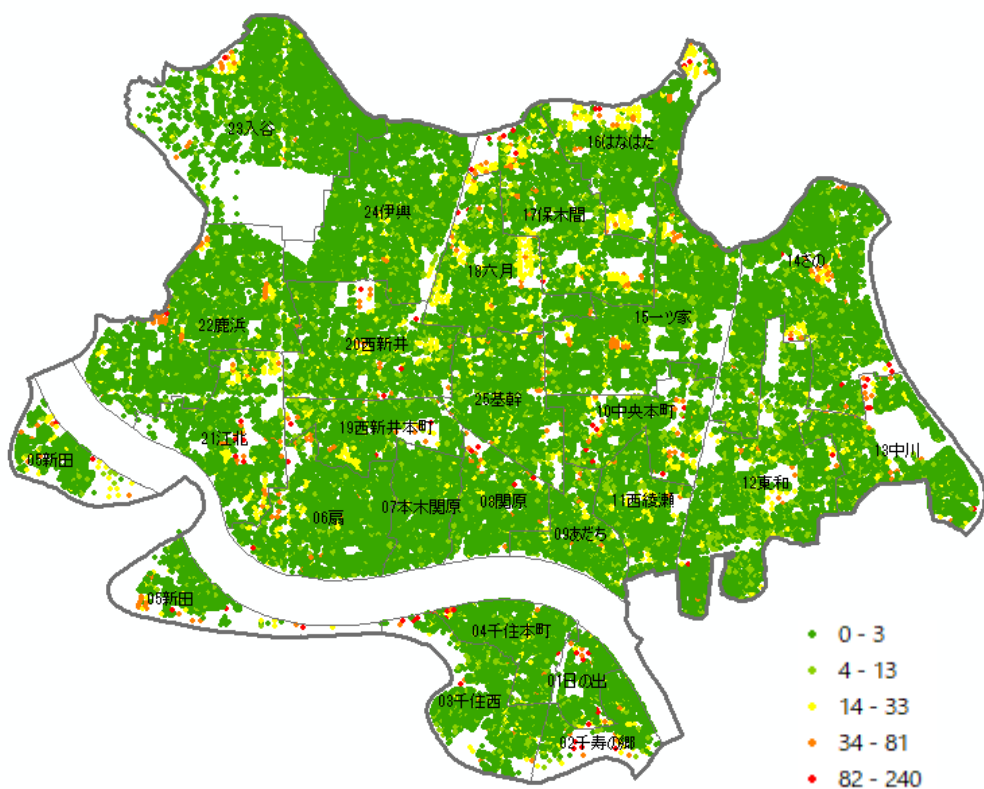 23入谷
16はなはた
24伊興
17保木間
14さの
18六月
15一ツ家
22鹿浜
20西新井
25基幹
10中央本町
19西新井本町
21江北
13中川
05新田
12東和
11西綾瀬
08関原
07本木関原
06扇
09あだち
05新田
04千住本町
01日の出
03千住西
02千寿の郷
0 - 3
4 - 13
14 - 33
34 - 81
82 - 240